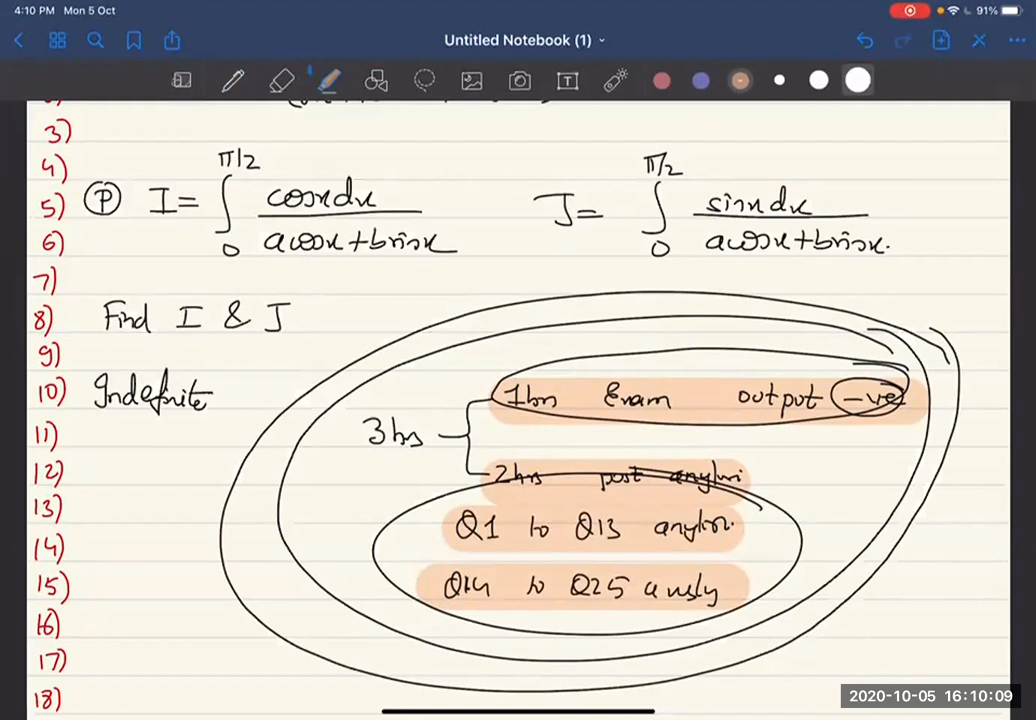 4:10 PM Mon 5 Oct
91%
Untitled Notebook (1)
3)
4)
5) Ⓟ I = ∫₀^{π/2} cosx dx / acosx + bsinx J = ∫₀^{π/2} sinx dx / acosx + bsinx.
6)
7)
8) Find I & J
9)
10) Indefinite 1hrs Exam output -ve
11) 3hrs
12) 2hrs post
13) Q1 to Q13
14)
15) Q14 to Q25
16)
17)
18)
2020-10-05 16:10:09